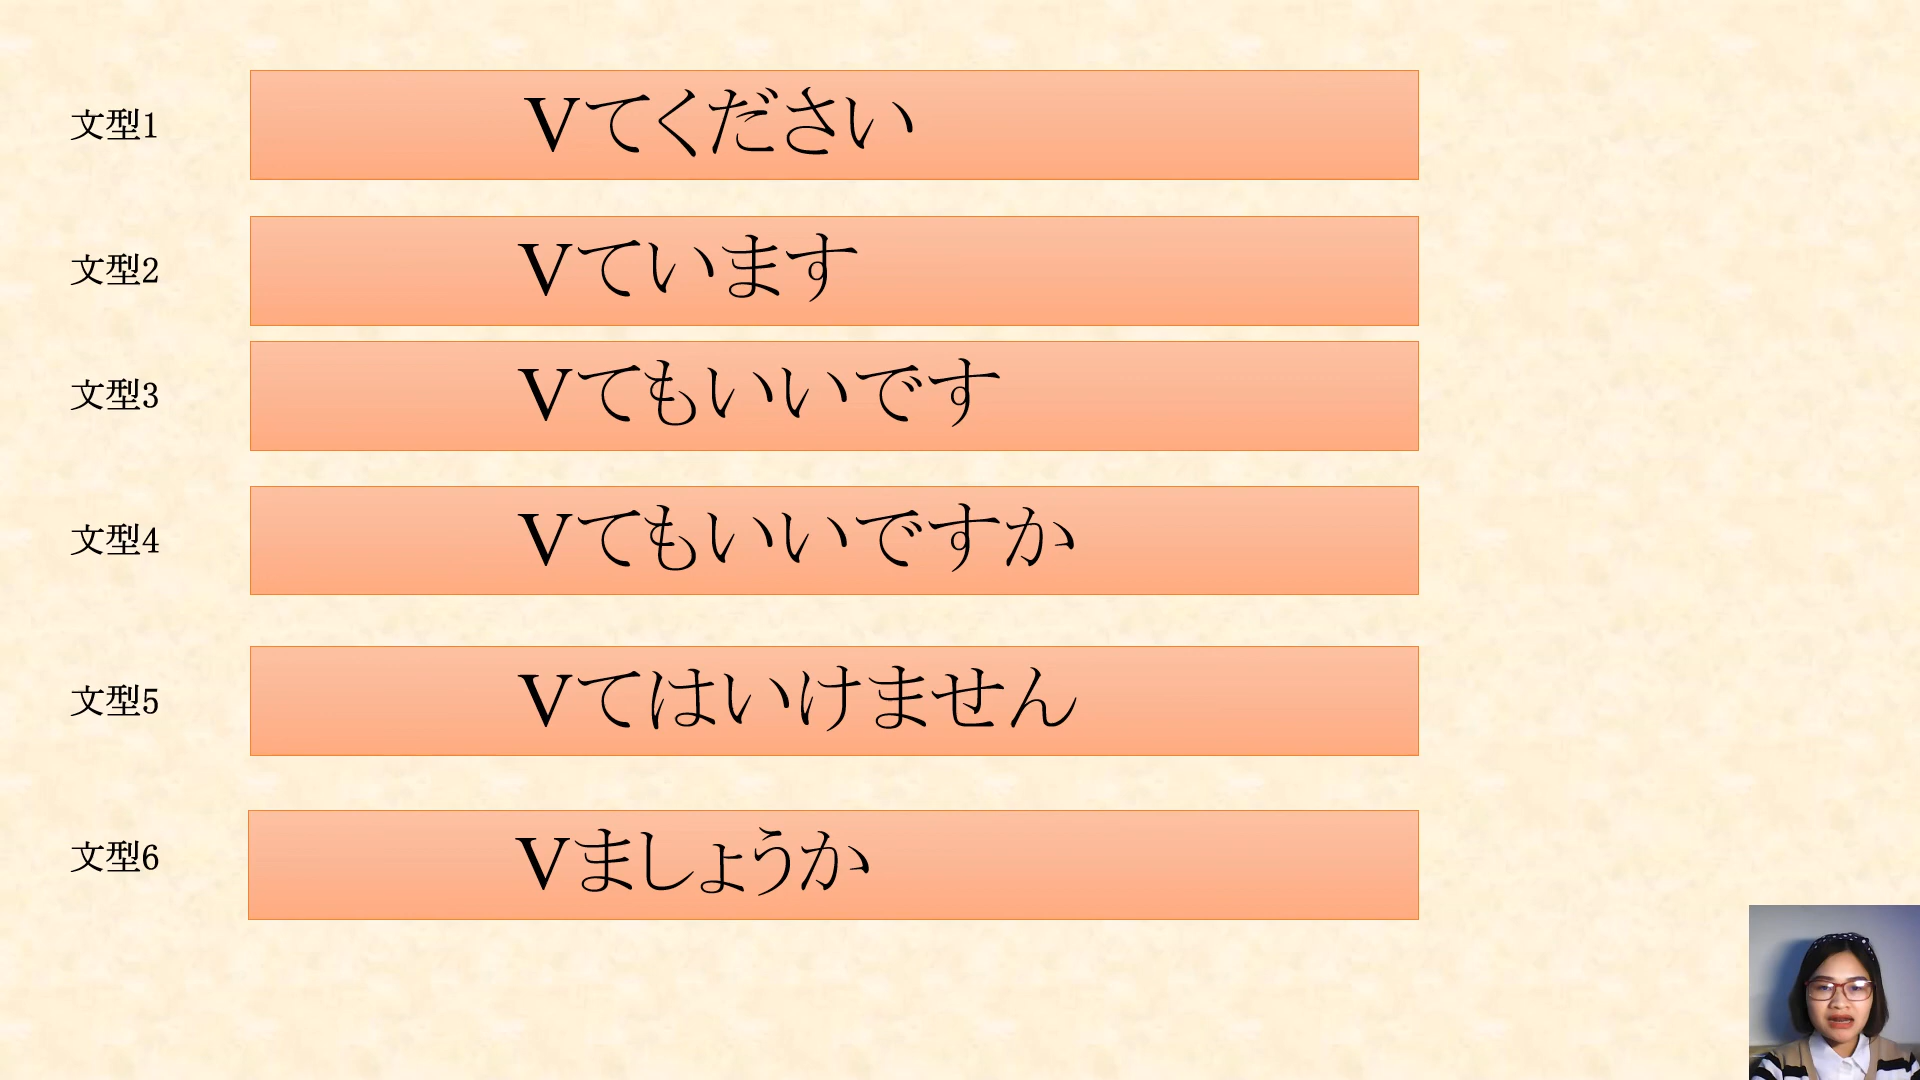 文型1 Vてください
文型2 Vています
文型3 Vてもいいです
文型4 Vてもいいですか
文型5 Vてはいけません
文型6 Vましょうか